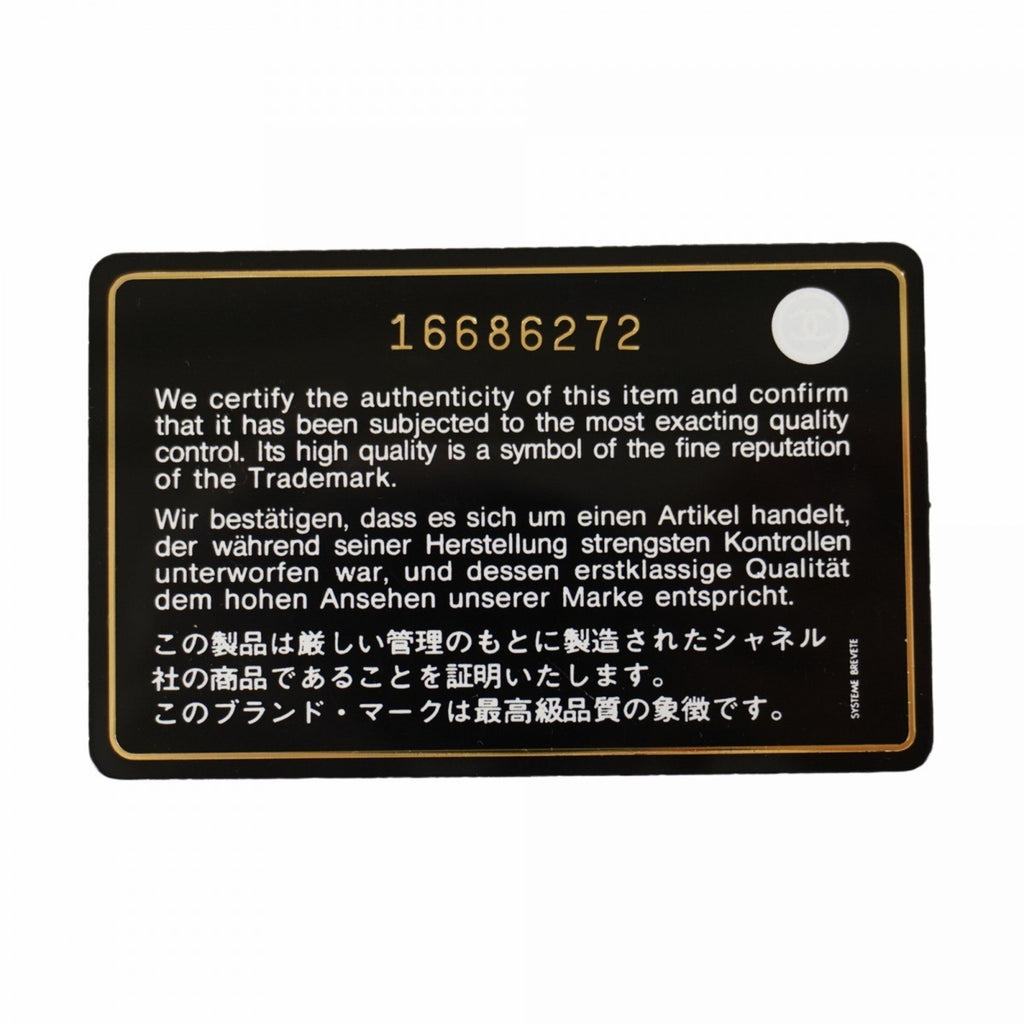 16686272
We certify the authenticity of this item and confirm
that it has been subjected to the most exacting quality
control. Its high quality is a symbol of the fine reputation
of the Trademark.
Wir bestätigen, dass es sich um einen Artikel handelt,
der während seiner Herstellung strengsten Kontrollen
unterworfen war, und dessen erstklassige Qualität
dem hohen Ansehen unserer Marke entspricht.
この製品は厳しい管理のもとに製造されたシャネル
社の商品であることを証明いたします。
このブランド・マークは最高級品質の象徴です。
SYSTEME BREVETE